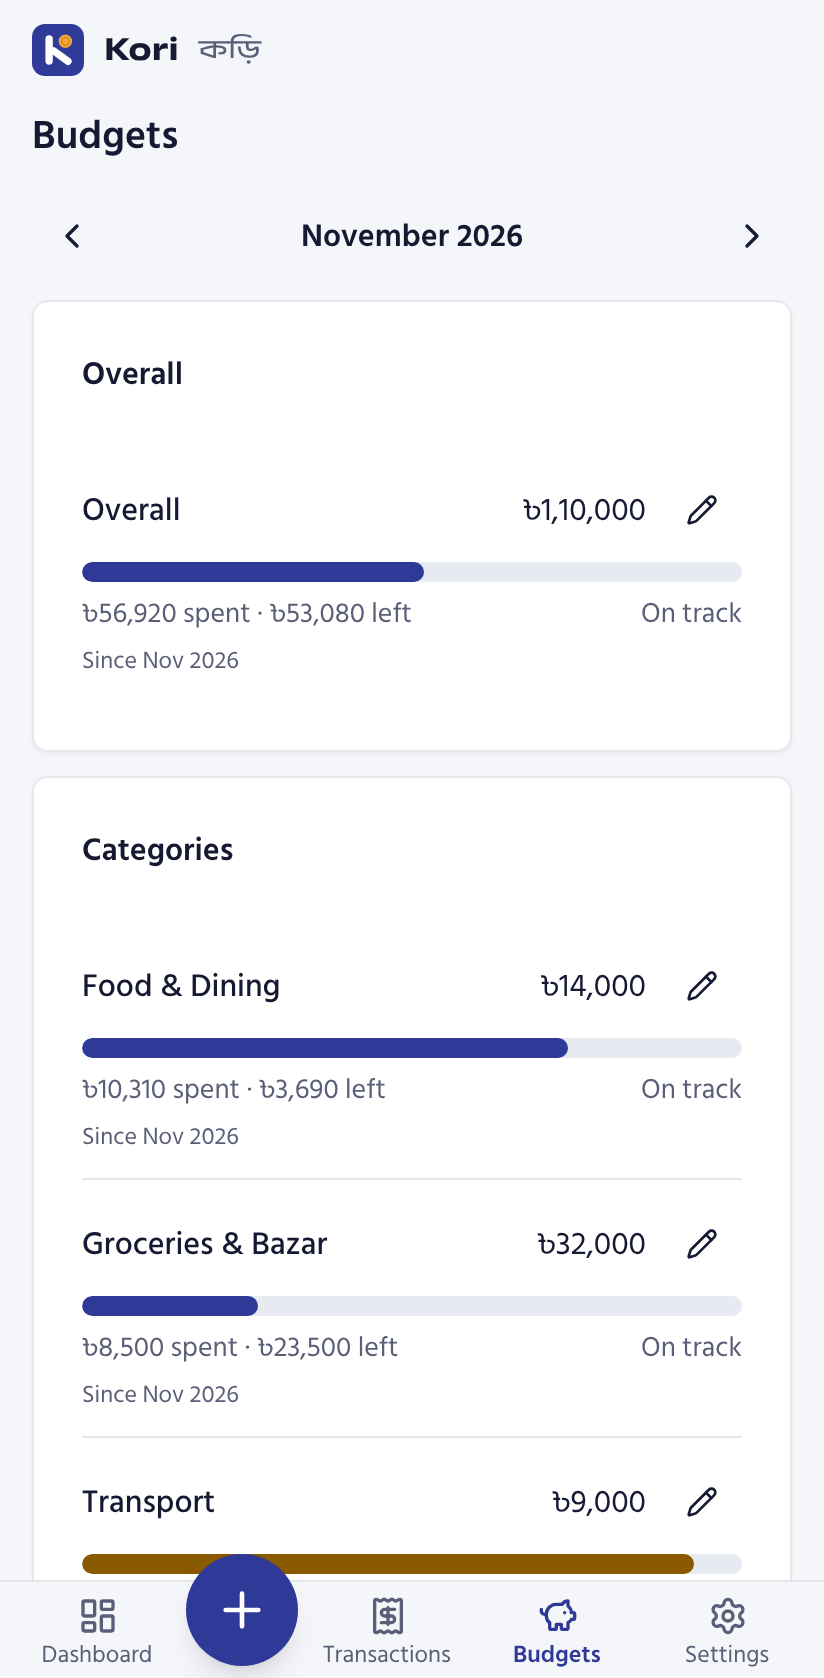 Kori কড়ি
Budgets
November 2026
Overall
Overall ৳1,10,000
৳56,920 spent · ৳53,080 left On track
Since Nov 2026
Categories
Food & Dining ৳14,000
৳10,310 spent · ৳3,690 left On track
Since Nov 2026
Groceries & Bazar ৳32,000
৳8,500 spent · ৳23,500 left On track
Since Nov 2026
Transport ৳9,000
Dashboard Transactions Budgets Settings